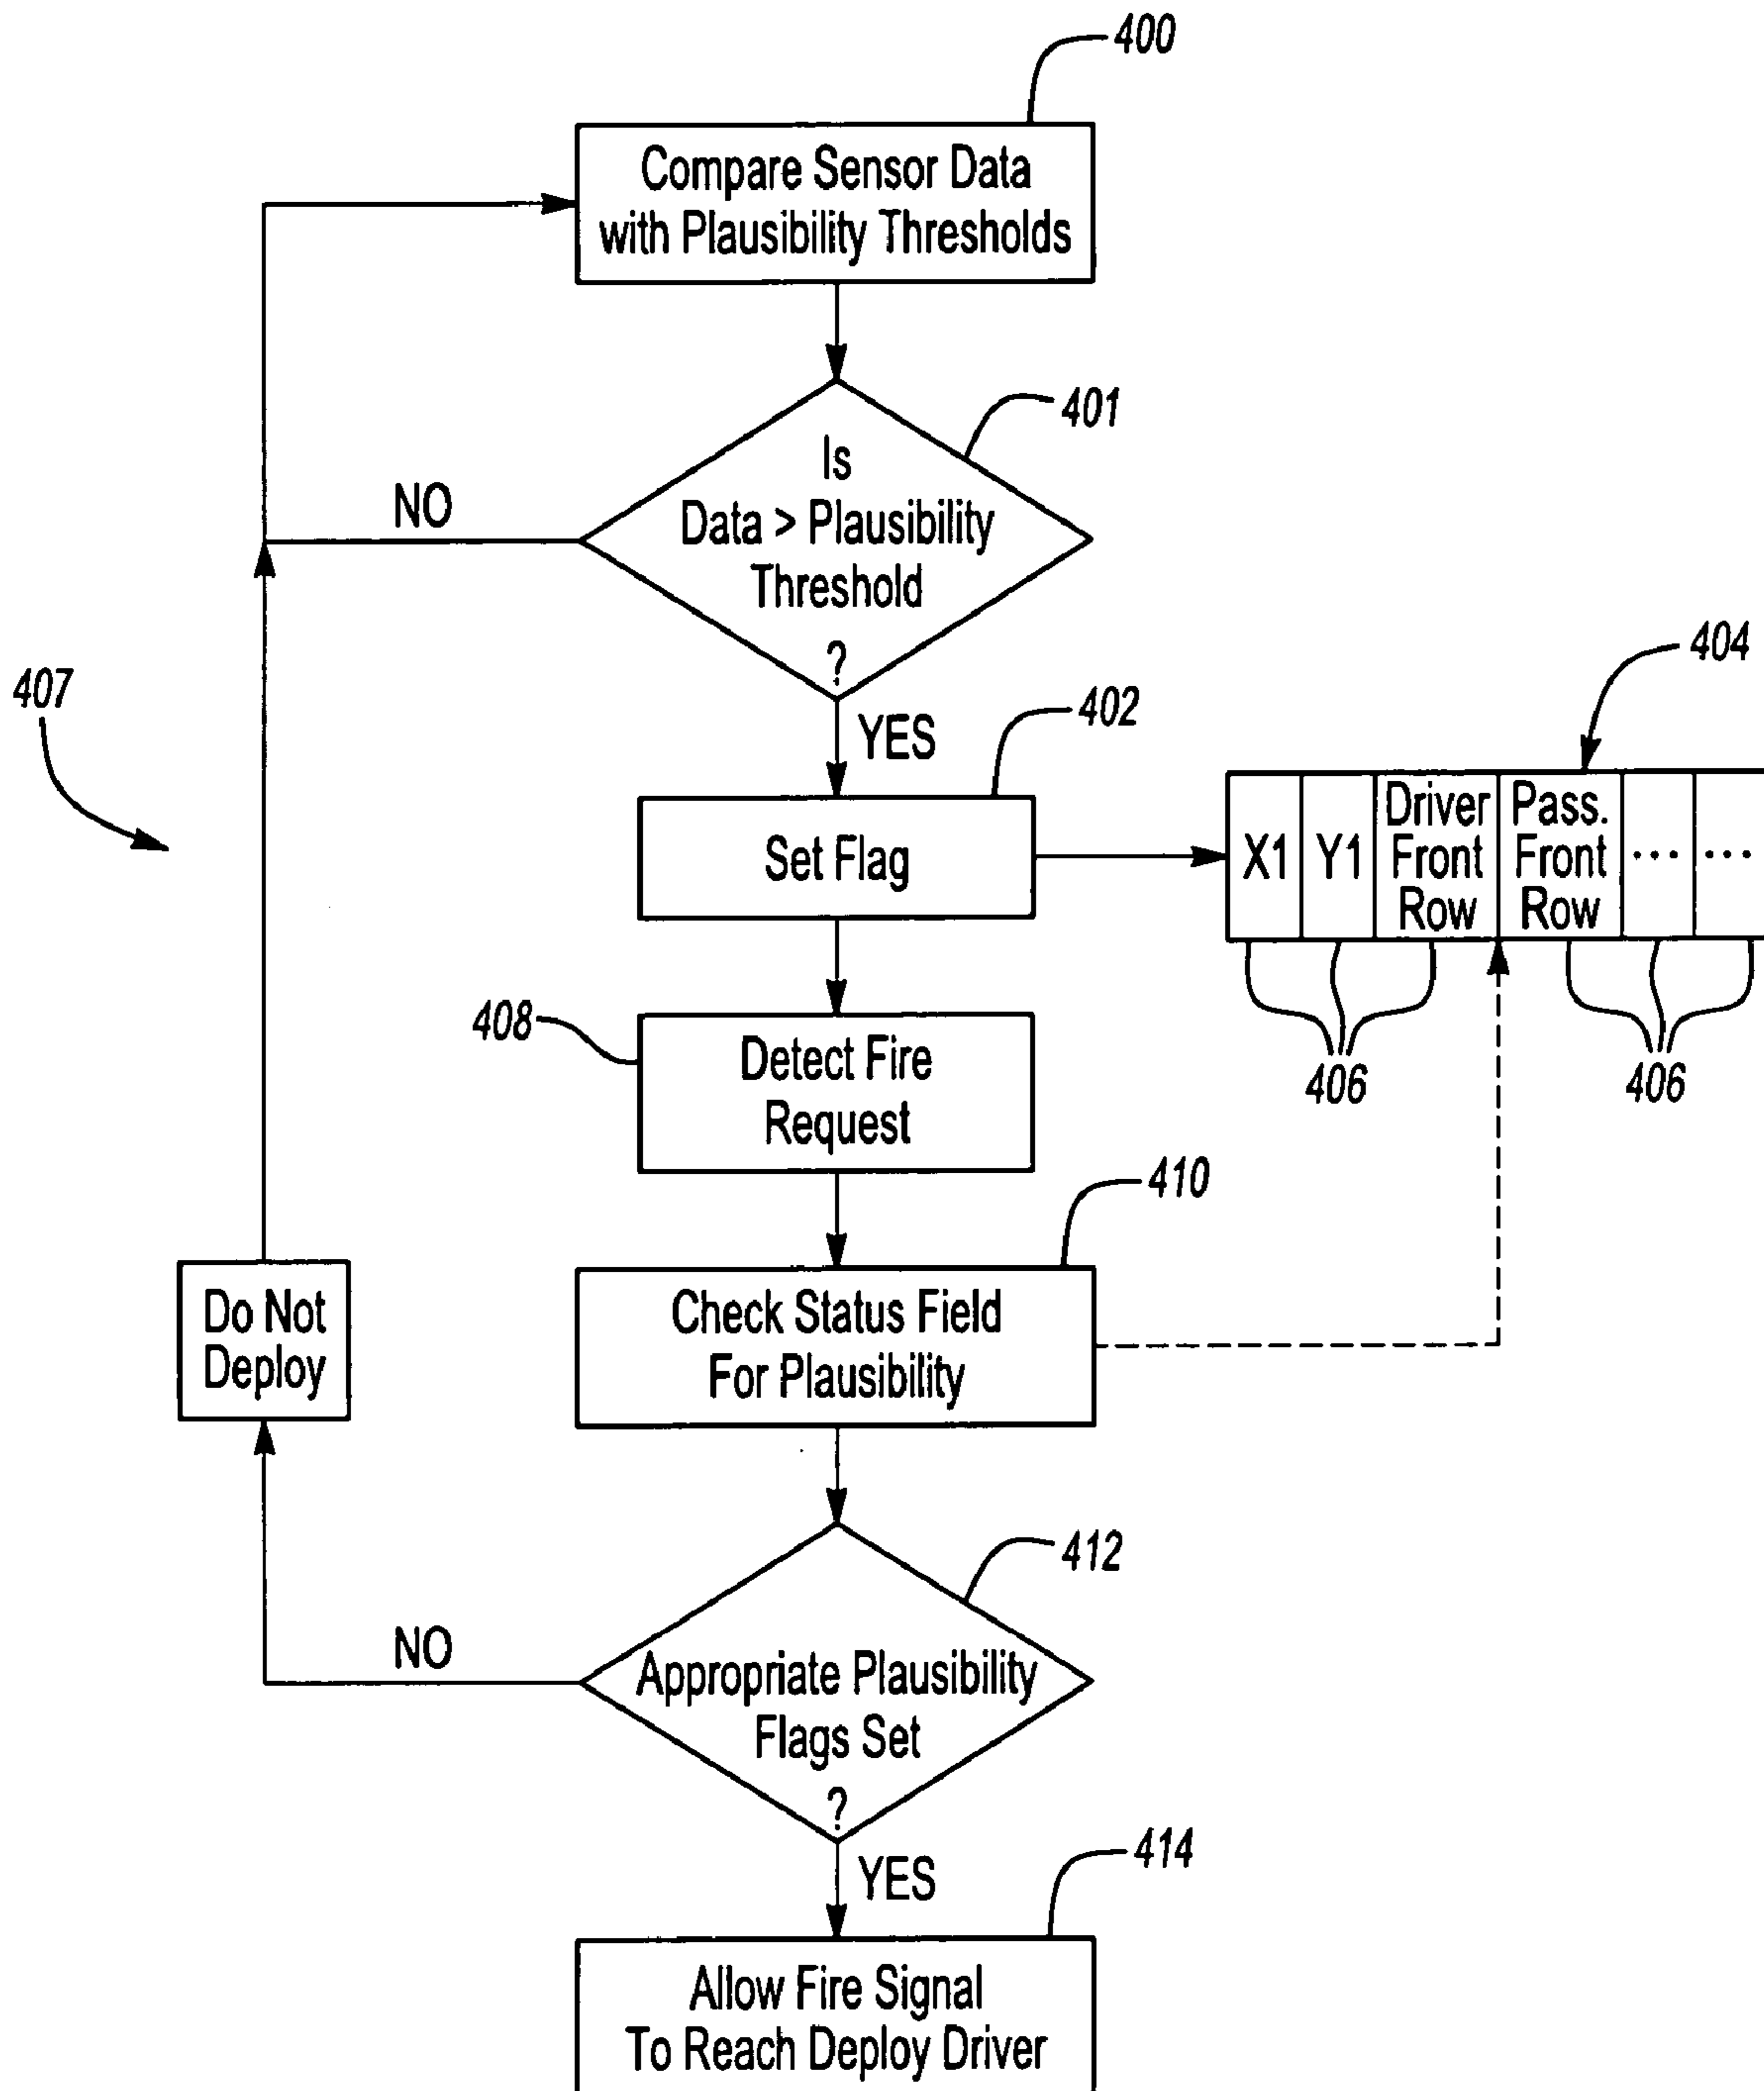 400
Compare Sensor Data
with Plausibility Thresholds
401
Is
Data > Plausibility
Threshold
?
NO
YES
407
402
Set Flag
404
X1
Y1
Driver
Front
Row
Pass.
Front
Row
...
...
406
406
408
Detect Fire
Request
410
Check Status Field
For Plausibility
Do Not
Deploy
412
Appropriate Plausibility
Flags Set
?
NO
YES
414
Allow Fire Signal
To Reach Deploy Driver